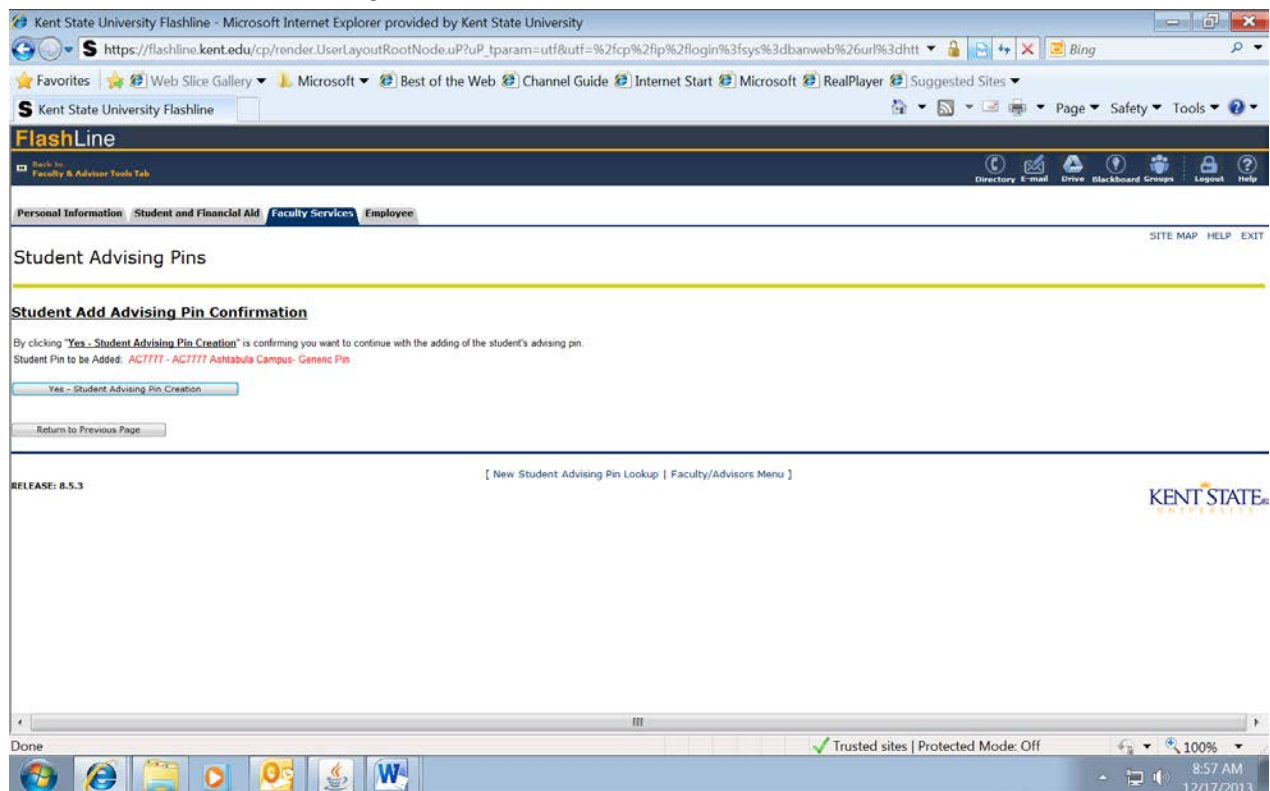 Kent State University Flashline - Microsoft Internet Explorer provided by Kent State University
https://flashline.kent.edu/cp/render.UserLayoutRootNode.uP?uP_tparam=utf&utf=%2fcp%2fip%2flogin%3fsys%3dbanweb%26url%3dhtt Bing
Favorites Web Slice Gallery Microsoft Best of the Web Channel Guide Internet Start Microsoft RealPlayer Suggested Sites
Kent State University Flashline Page Safety Tools
FlashLine
Back to
Faculty & Advisor Tools Tab
Directory E-mail Drive Blackboard Groups Logout Help
Personal Information Student and Financial Aid Faculty Services Employee
SITE MAP HELP EXIT
Student Advising Pins
Student Add Advising Pin Confirmation
By clicking "Yes - Student Advising Pin Creation" is confirming you want to continue with the adding of the student's advising pin.
Student Pin to be Added: AC7777 - AC7777 Ashtabula Campus- Generic Pin
Yes - Student Advising Pin Creation
Return to Previous Page
[ New Student Advising Pin Lookup | Faculty/Advisors Menu ]
RELEASE: 8.5.3
KENT STATE
UNIVERSITY
Done Trusted sites | Protected Mode: Off 100%
8:57 AM
12/17/2013